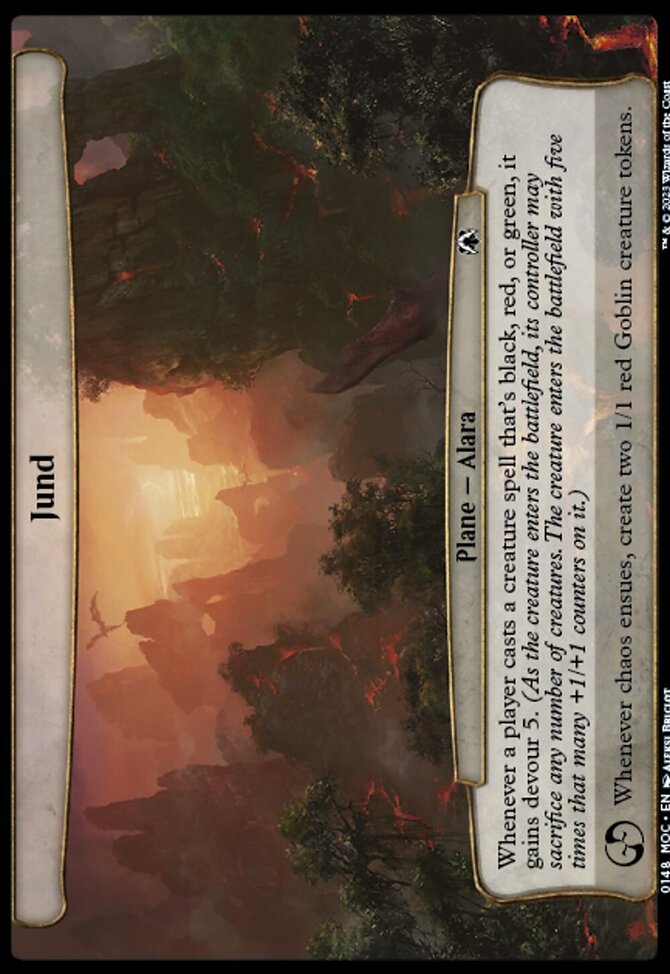 Jund
Plane — Alara
Whenever a player casts a creature spell that's black, red, or green, it
gains devour 5. (As the creature enters the battlefield, its controller may
sacrifice any number of creatures. The creature enters the battlefield with five
times that many +1/+1 counters on it.)
Whenever chaos ensues, create two 1/1 red Goblin creature tokens.
0148 MOC • EN
™ & © 2023 Wizards of the Coast